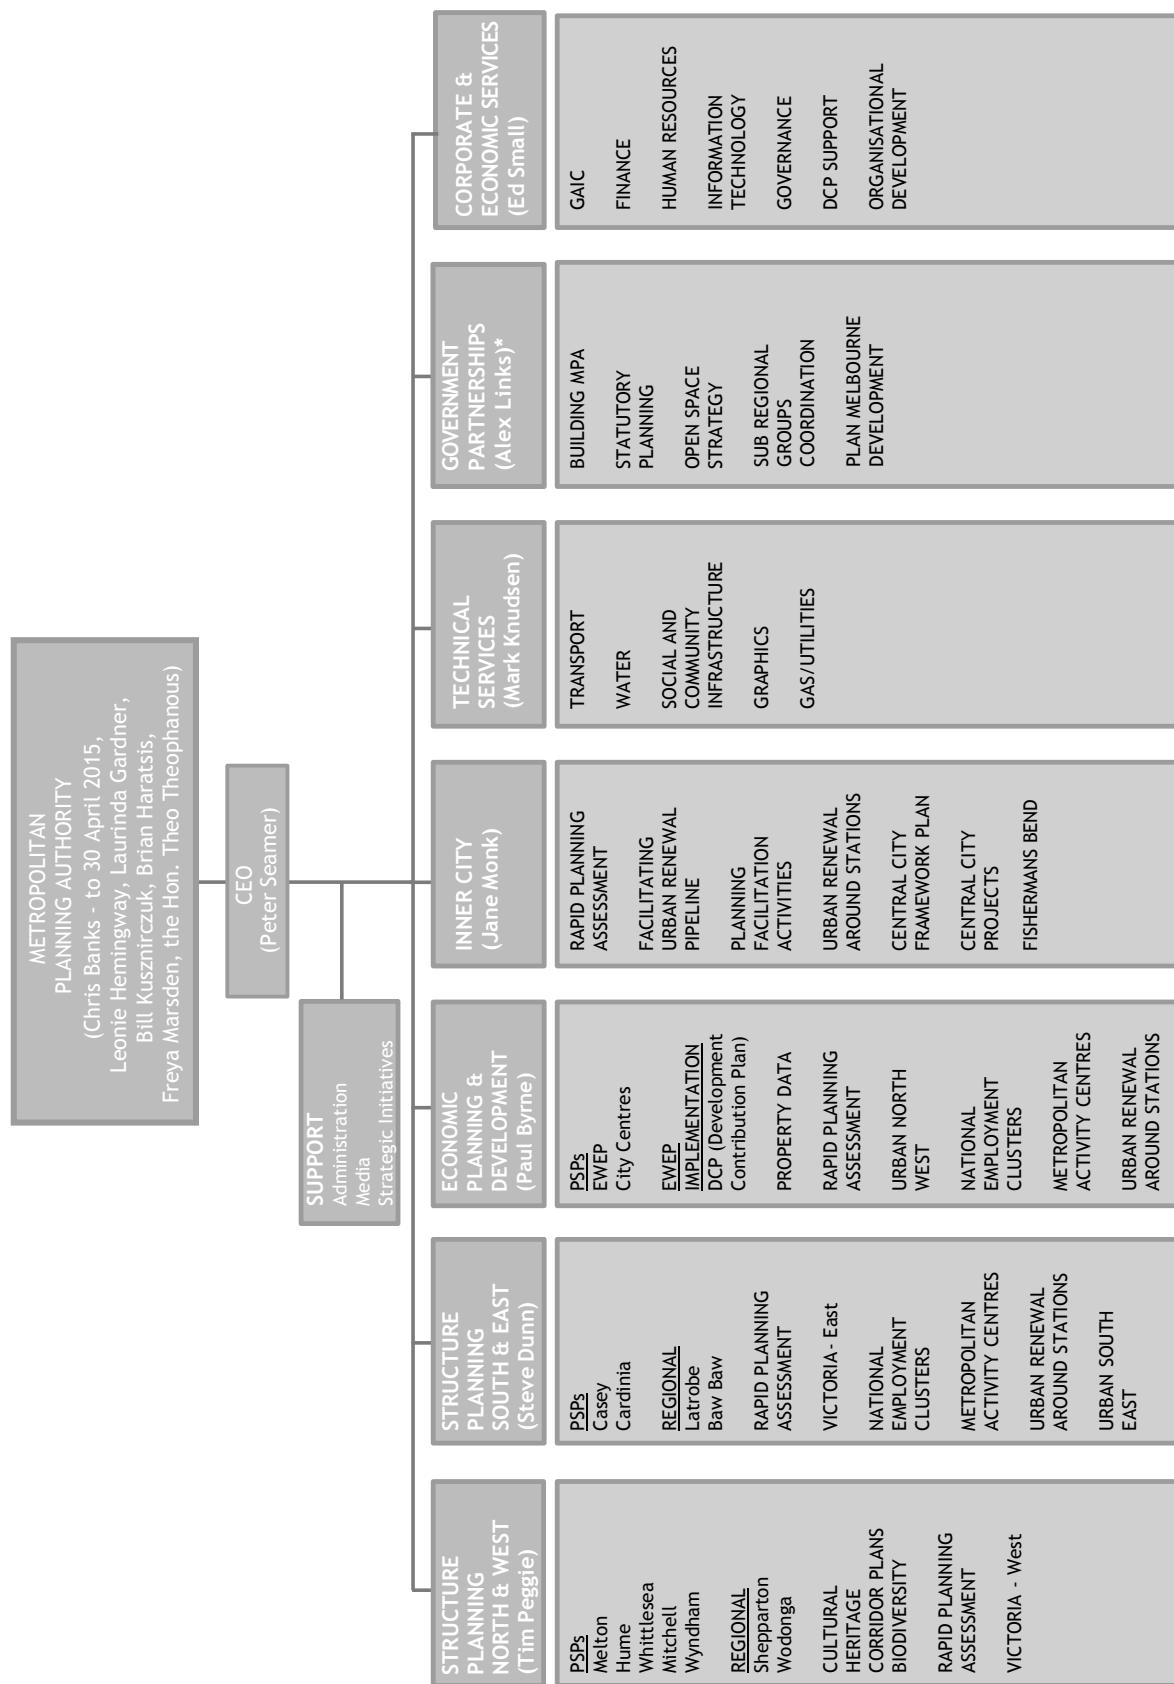 METROPOLITAN
PLANNING AUTHORITY
(Chris Banks - to 30 April 2015,
Leonie Hemingway, Laurinda Gardner,
Bill Kusznirczuk, Brian Haratsis,
Freya Marsden, the Hon. Theo Theophanous)
CEO
(Peter Seamer)
SUPPORT
Administration
Media
Strategic Initiatives
STRUCTURE
PLANNING
NORTH & WEST
(Tim Peggie)
PSPs
Melton
Hume
Whittlesea
Mitchell
Wyndham
REGIONAL
Shepparton
Wodonga
CULTURAL
HERITAGE
CORRIDOR PLANS
BIODIVERSITY
RAPID PLANNING
ASSESSMENT
VICTORIA - West
STRUCTURE
PLANNING
SOUTH & EAST
(Steve Dunn)
PSPs
Casey
Cardinia
REGIONAL
Latrobe
Baw Baw
RAPID PLANNING
ASSESSMENT
VICTORIA- East
NATIONAL
EMPLOYMENT
CLUSTERS
METROPOLITAN
ACTIVITY CENTRES
URBAN RENEWAL
AROUND STATIONS
URBAN SOUTH
EAST
ECONOMIC
PLANNING &
DEVELOPMENT
(Paul Byrne)
PSPs
EWEP
City Centres
EWEP
IMPLEMENTATION
DCP (Development
Contribution Plan)
PROPERTY DATA
RAPID PLANNING
ASSESSMENT
URBAN NORTH
WEST
NATIONAL
EMPLOYMENT
CLUSTERS
METROPOLITAN
ACTIVITY CENTRES
URBAN RENEWAL
AROUND STATIONS
INNER CITY
(Jane Monk)
RAPID PLANNING
ASSESSMENT
FACILITATING
URBAN RENEWAL
PIPELINE
PLANNING
FACILITATION
ACTIVITIES
URBAN RENEWAL
AROUND STATIONS
CENTRAL CITY
FRAMEWORK PLAN
CENTRAL CITY
PROJECTS
FISHERMANS BEND
TECHNICAL
SERVICES
(Mark Knudsen)
TRANSPORT
WATER
SOCIAL AND
COMMUNITY
INFRASTRUCTURE
GRAPHICS
GAS/UTILITIES
GOVERNMENT
PARTNERSHIPS
(Alex Links)*
BUILDING MPA
STATUTORY
PLANNING
OPEN SPACE
STRATEGY
SUB REGIONAL
GROUPS
COORDINATION
PLAN MELBOURNE
DEVELOPMENT
CORPORATE &
ECONOMIC SERVICES
(Ed Small)
GAIC
FINANCE
HUMAN RESOURCES
INFORMATION
TECHNOLOGY
GOVERNANCE
DCP SUPPORT
ORGANISATIONAL
DEVELOPMENT